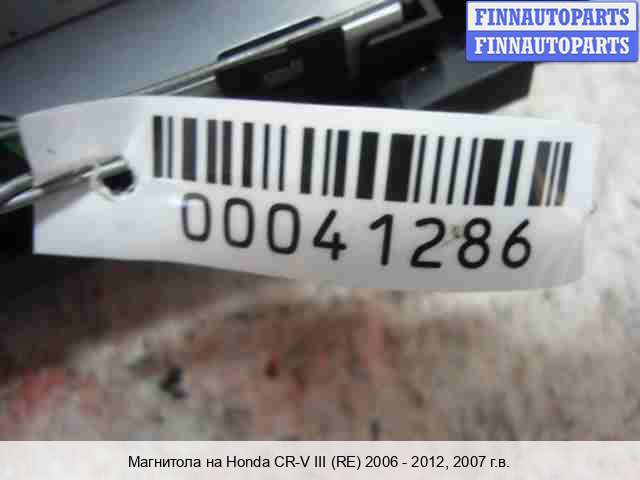 FINNAUTOPARTS
FINNAUTOPARTS
00041286
Магнитола на Honda CR-V III (RE) 2006 - 2012, 2007 г.в.